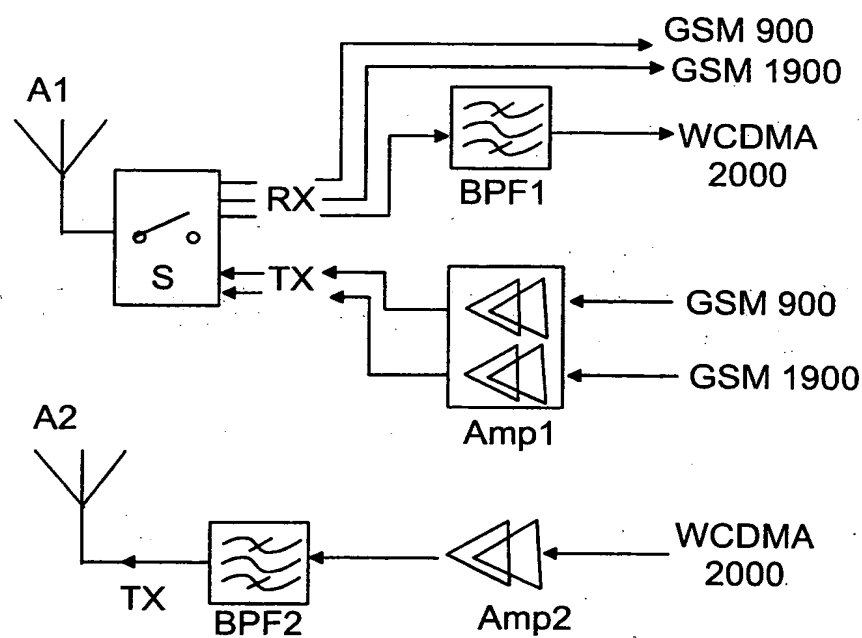 GSM 900
GSM 1900
A1
WCDMA
2000
BPF1
RX
S
TX
GSM 900
GSM 1900
Amp1
A2
WCDMA
2000
TX
BPF2
Amp2